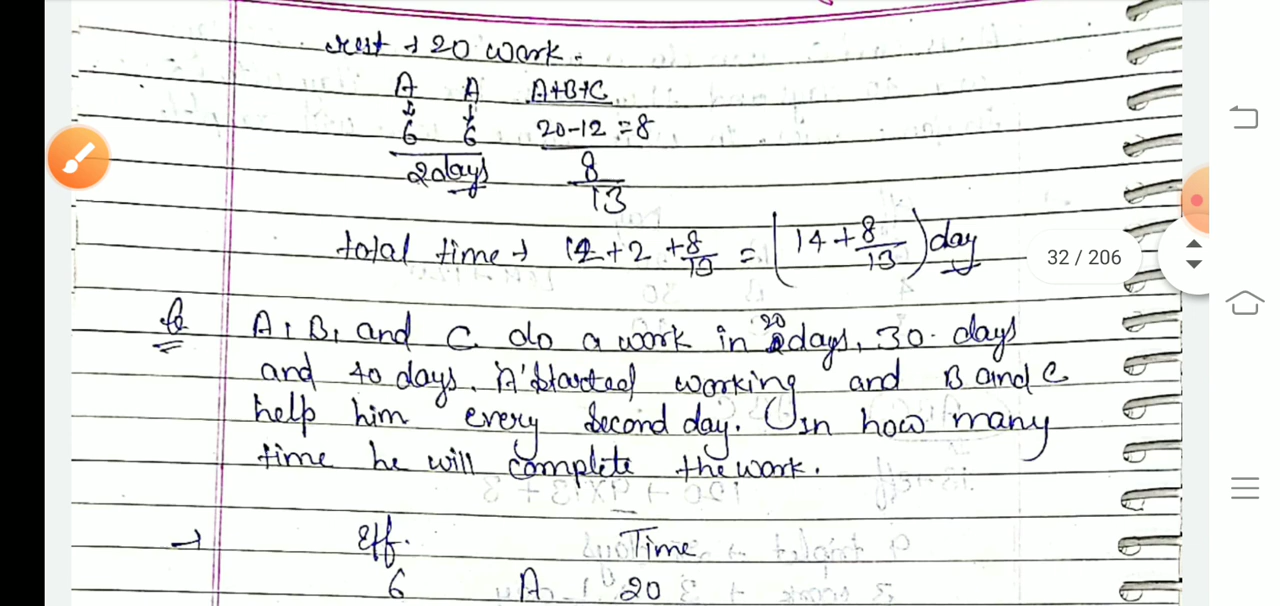 rest → 20 work.
A A A+B+C
↓ ↓
6 6 20-12 = 8
2 days 8/13
total time → 12+2+8/13 = (14+8/13) day
32 / 206
Q A, B, and C do a work in 20 days, 30 days
and 40 days. A started working and B and C
help him every second day. In how many
time he will complete the work.
→ Eff. Time
6 A 20